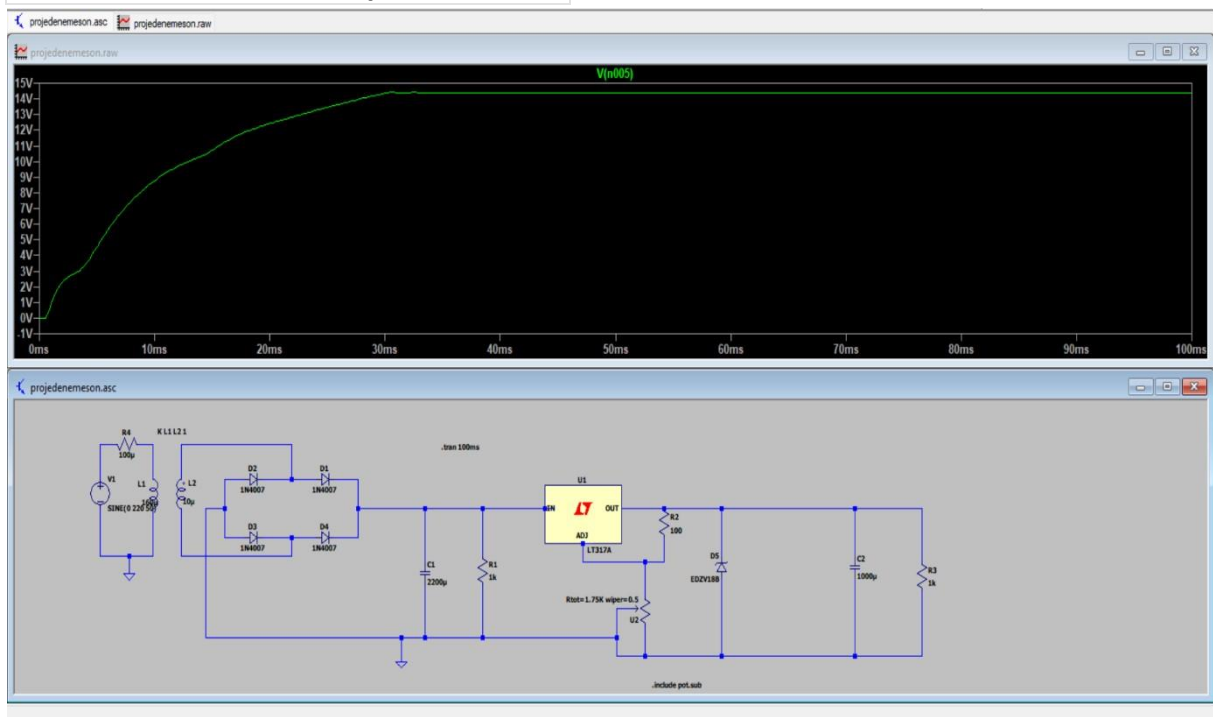 projedenemeson.asc projedenemeson.raw
projedenemeson.raw
V(n005)
15V
14V
13V
12V
11V
10V
9V
8V
7V
6V
5V
4V
3V
2V
1V
0V
-1V
0ms 10ms 20ms 30ms 40ms 50ms 60ms 70ms 80ms 90ms 100ms
projedenemeson.asc
R4
100µ
K L1 L2 1
V1
SINE(0 220 50)
L1
L2
10µ
D2
1N4007
D1
1N4007
D3
1N4007
D4
1N4007
.tran 100ms
C1
2200µ
R1
1k
U1
IN OUT
ADJ
LT317A
R2
100
Rtot=1.75K wiper=0.5
U2
D5
EDZV18B
C2
1000µ
R3
1k
.include pot.sub